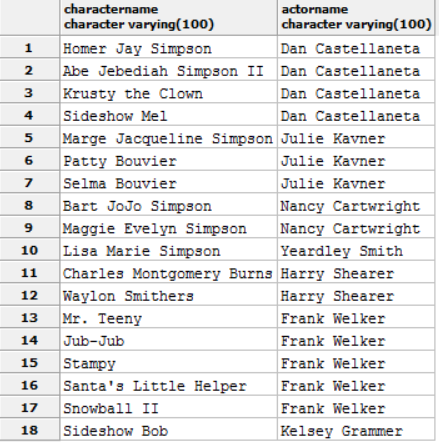 charactername actorname
character varying(100) character varying(100)
1 Homer Jay Simpson Dan Castellaneta
2 Abe Jebediah Simpson II Dan Castellaneta
3 Krusty the Clown Dan Castellaneta
4 Sideshow Mel Dan Castellaneta
5 Marge Jacqueline Simpson Julie Kavner
6 Patty Bouvier Julie Kavner
7 Selma Bouvier Julie Kavner
8 Bart JoJo Simpson Nancy Cartwright
9 Maggie Evelyn Simpson Nancy Cartwright
10 Lisa Marie Simpson Yeardley Smith
11 Charles Montgomery Burns Harry Shearer
12 Waylon Smithers Harry Shearer
13 Mr. Teeny Frank Welker
14 Jub-Jub Frank Welker
15 Stampy Frank Welker
16 Santa's Little Helper Frank Welker
17 Snowball II Frank Welker
18 Sideshow Bob Kelsey Grammer